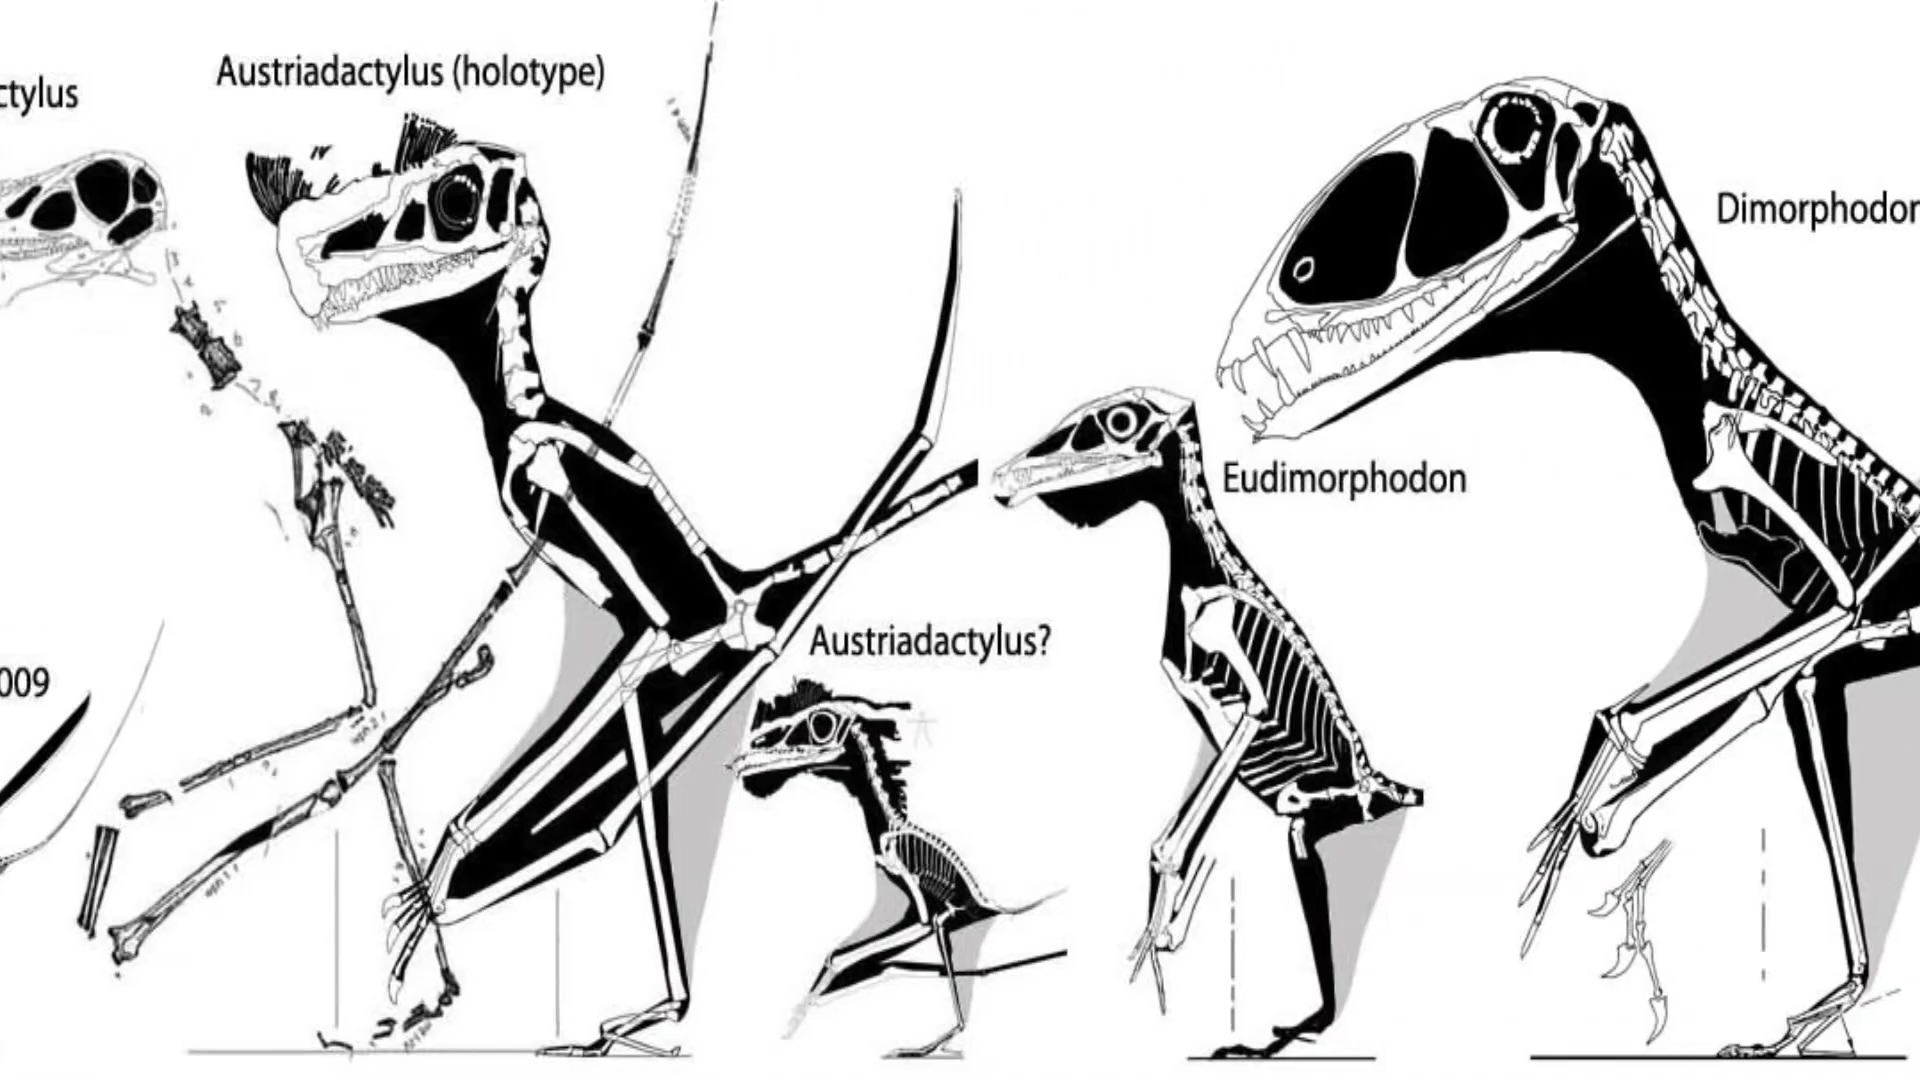 ctylus
Austriadactylus (holotype)
Dimorphodon
Eudimorphodon
Austriadactylus?
009